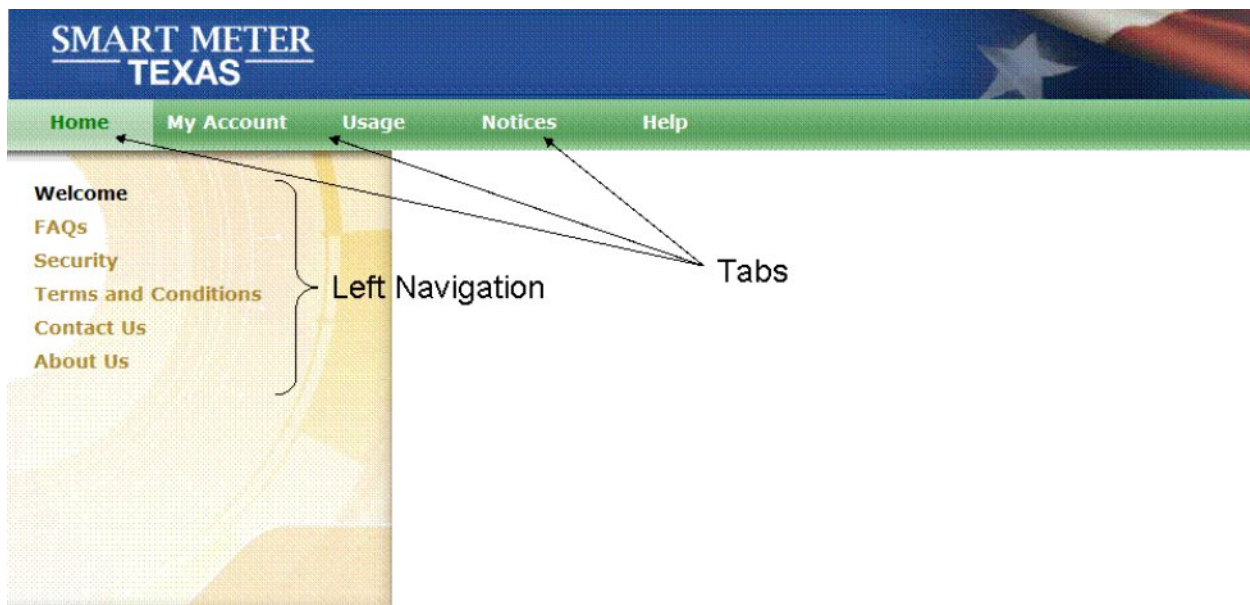 SMART METER
TEXAS
Home My Account Usage Notices Help
Welcome
FAQs
Security
Terms and Conditions
Contact Us
About Us
Left Navigation
Tabs